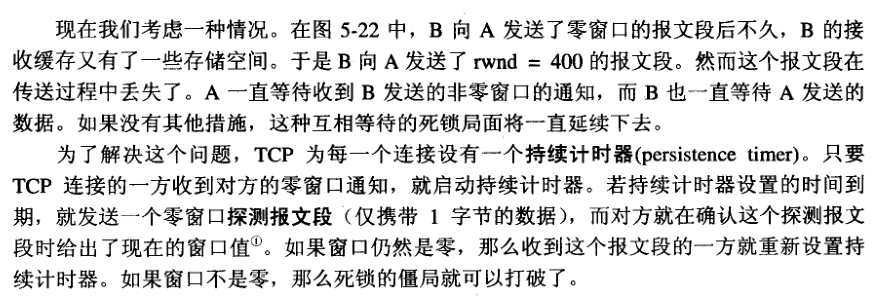 现在我们考虑一种情况。在图 5-22 中，B 向 A 发送了零窗口的报文段后不久，B 的接
收缓存又有了一些存储空间。于是 B 向 A 发送了 rwnd = 400 的报文段。然而这个报文段在
传送过程中丢失了。A 一直等待收到 B 发送的非零窗口的通知，而 B 也一直等待 A 发送的
数据。如果没有其他措施，这种互相等待的死锁局面将一直延续下去。
为了解决这个问题，TCP 为每一个连接设有一个持续计时器(persistence timer)。只要
TCP 连接的一方收到对方的零窗口通知，就启动持续计时器。若持续计时器设置的时间到
期，就发送一个零窗口探测报文段（仅携带 1 字节的数据），而对方就在确认这个探测报文
段时给出了现在的窗口值①。如果窗口仍然是零，那么收到这个报文段的一方就重新设置持
续计时器。如果窗口不是零，那么死锁的僵局就可以打破了。